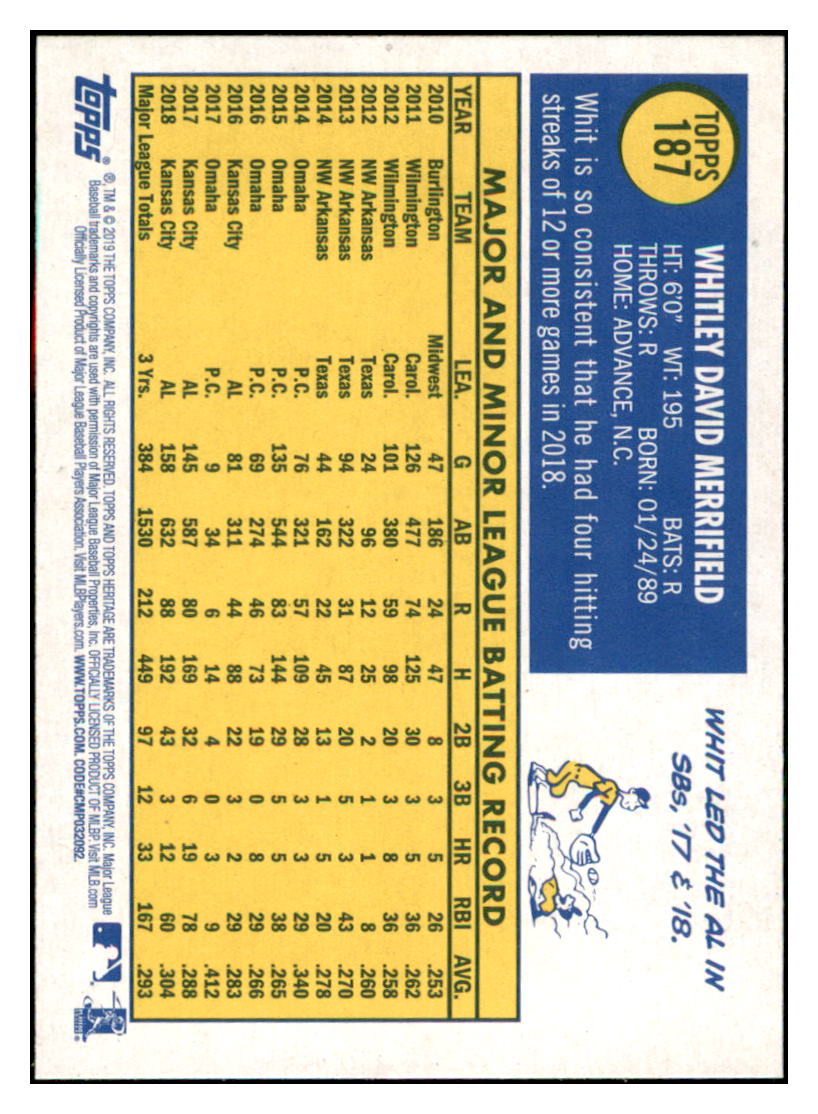 TOPPS
187
WHITLEY DAVID MERRIFIELD
HT: 6'0" WT: 195 BATS: R
THROWS: R BORN: 01/24/89
HOME: ADVANCE, N.C.
Whit is so consistent that he had four hitting
streaks of 12 or more games in 2018.
WHIT LED THE AL IN
SBs, '17 & '18.
MAJOR AND MINOR LEAGUE BATTING RECORD
YEAR TEAM LEA. G AB R H 2B 3B HR RBI AVG.
2010 Burlington Midwest 47 186 24 47 8 3 5 26 .253
2011 Wilmington Carol. 126 477 74 125 30 3 5 36 .262
2012 Wilmington Carol. 101 380 59 98 20 3 8 36 .258
2012 NW Arkansas Texas 24 96 12 25 2 1 1 8 .260
2013 NW Arkansas Texas 94 322 31 87 20 5 3 43 .270
2014 NW Arkansas Texas 44 162 22 45 13 1 5 20 .278
2014 Omaha P.C. 76 321 57 109 28 3 3 29 .340
2015 Omaha P.C. 135 544 83 144 29 5 5 38 .265
2016 Omaha P.C. 69 274 46 73 19 0 8 29 .266
2016 Kansas City AL 81 311 44 88 22 3 2 29 .283
2017 Omaha P.C. 9 34 6 14 4 0 3 9 .412
2017 Kansas City AL 145 587 80 169 32 6 19 78 .288
2018 Kansas City AL 158 632 88 192 43 3 12 60 .304
Major League Totals 3 Yrs. 384 1530 212 449 97 12 33 167 .293
topps®
®, TM & © 2019 THE TOPPS COMPANY, INC. ALL RIGHTS RESERVED. TOPPS AND TOPPS HERITAGE ARE TRADEMARKS OF THE TOPPS COMPANY, INC. Major League
Baseball trademarks and copyrights are used with permission of Major League Baseball Properties, Inc. OFFICIALLY LICENSED PRODUCT OF MLBP. Visit MLB.com
Officially Licensed Product of Major League Baseball Players Association. Visit MLBPlayers.com. WWW.TOPPS.COM. CODE#CMP032092.